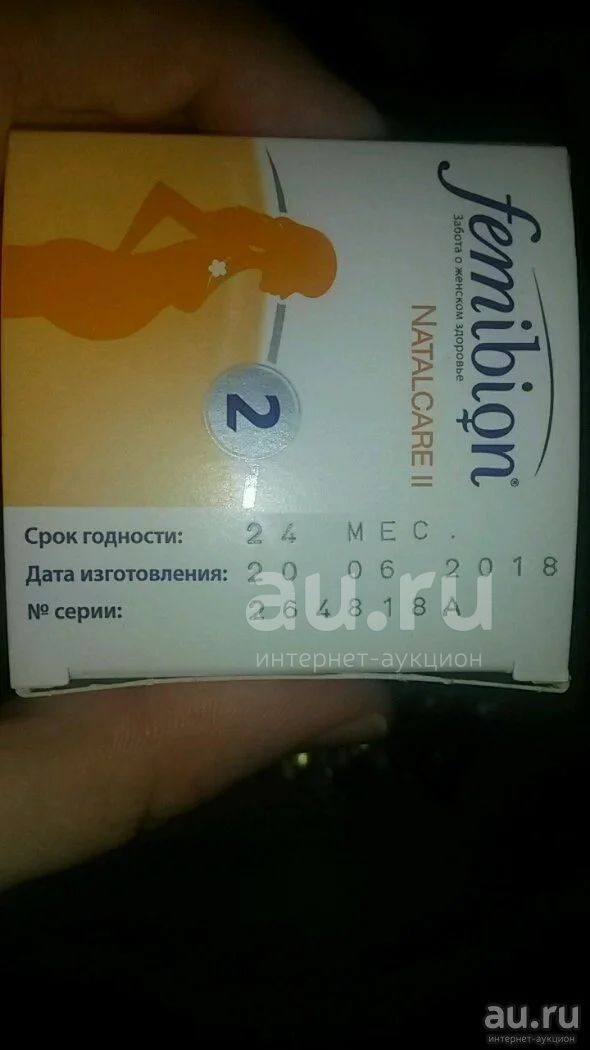 femibion®
Забота о женском здоровье
NATALCARE II
2
Срок годности: 24 МЕС.
Дата изготовления: 20 06 2018
№ серии: 264818A
au.ru
интернет-аукцион
au.ru
интернет-аукцион